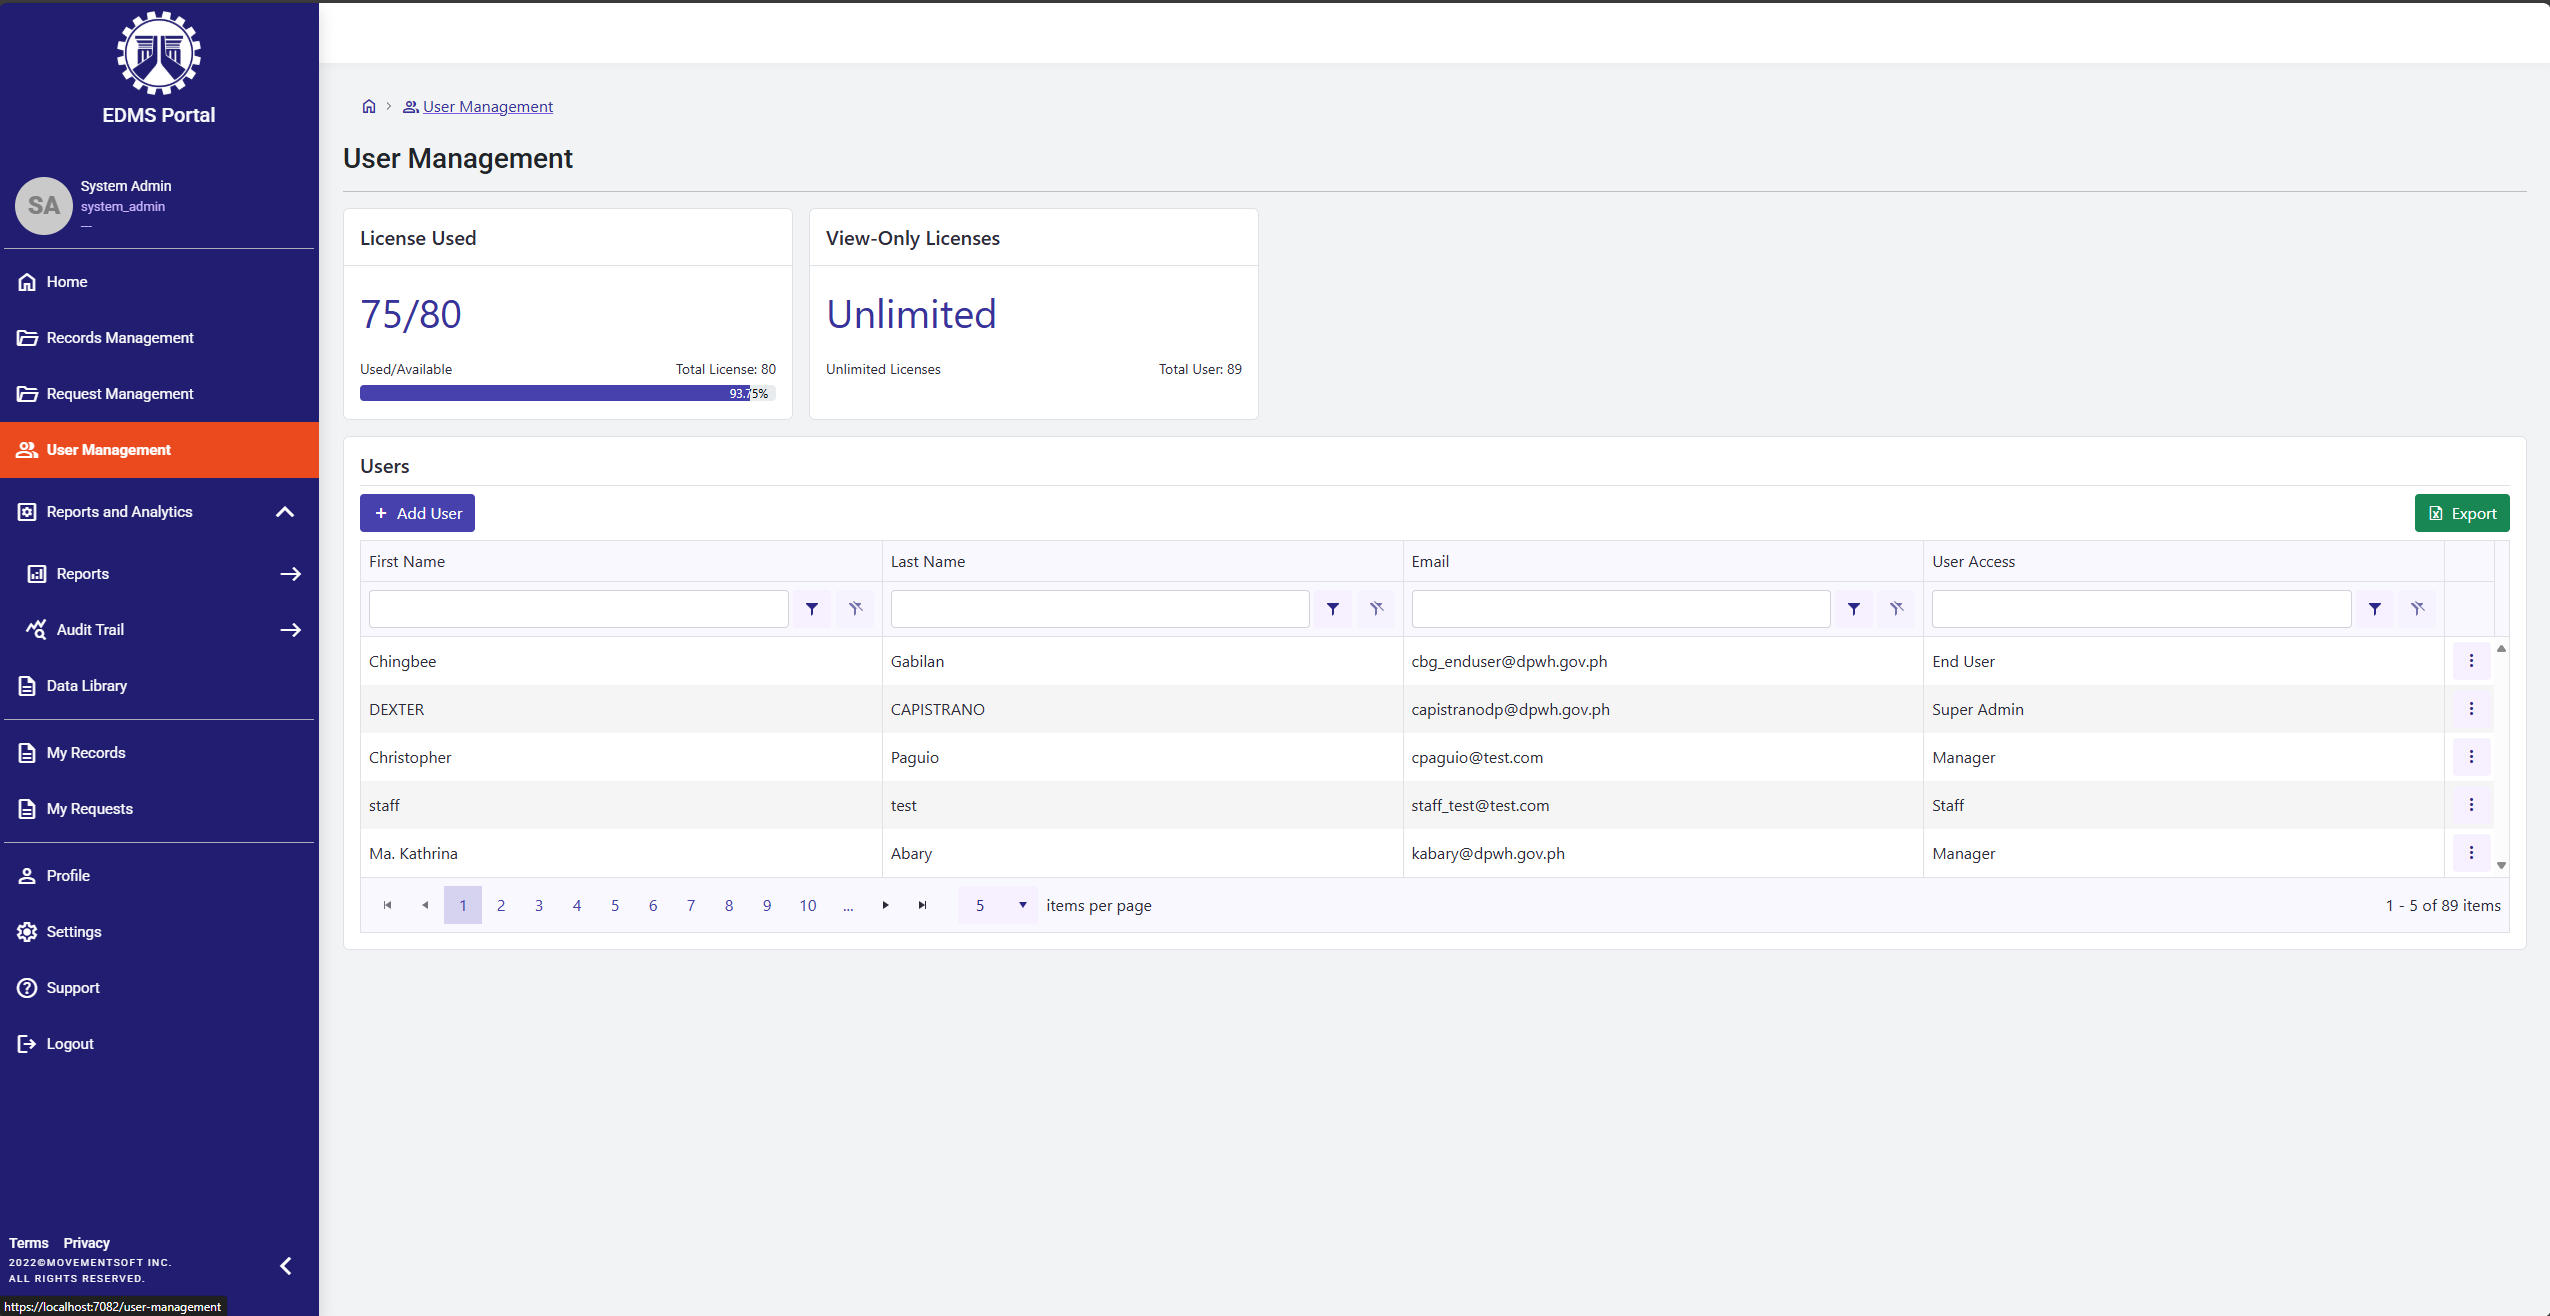 EDMS Portal
SA
System Admin
system_admin
---
Home
Records Management
Request Management
User Management
Reports and Analytics
Reports
Audit Trail
Data Library
My Records
My Requests
Profile
Settings
Support
Logout
Terms Privacy
2022©MOVEMENTSOFT INC.
ALL RIGHTS RESERVED.
https://localhost:7082/user-management
User Management
User Management
License Used
75/80
Used/Available Total License: 80
93.75%
View-Only Licenses
Unlimited
Unlimited Licenses Total User: 89
Users
+ Add User Export
First Name Last Name Email User Access
Chingbee Gabilan cbg_enduser@dpwh.gov.ph End User
DEXTER CAPISTRANO capistranodp@dpwh.gov.ph Super Admin
Christopher Paguio cpaguio@test.com Manager
staff test staff_test@test.com Staff
Ma. Kathrina Abary kabary@dpwh.gov.ph Manager
1 2 3 4 5 6 7 8 9 10 ... 5 items per page 1 - 5 of 89 items